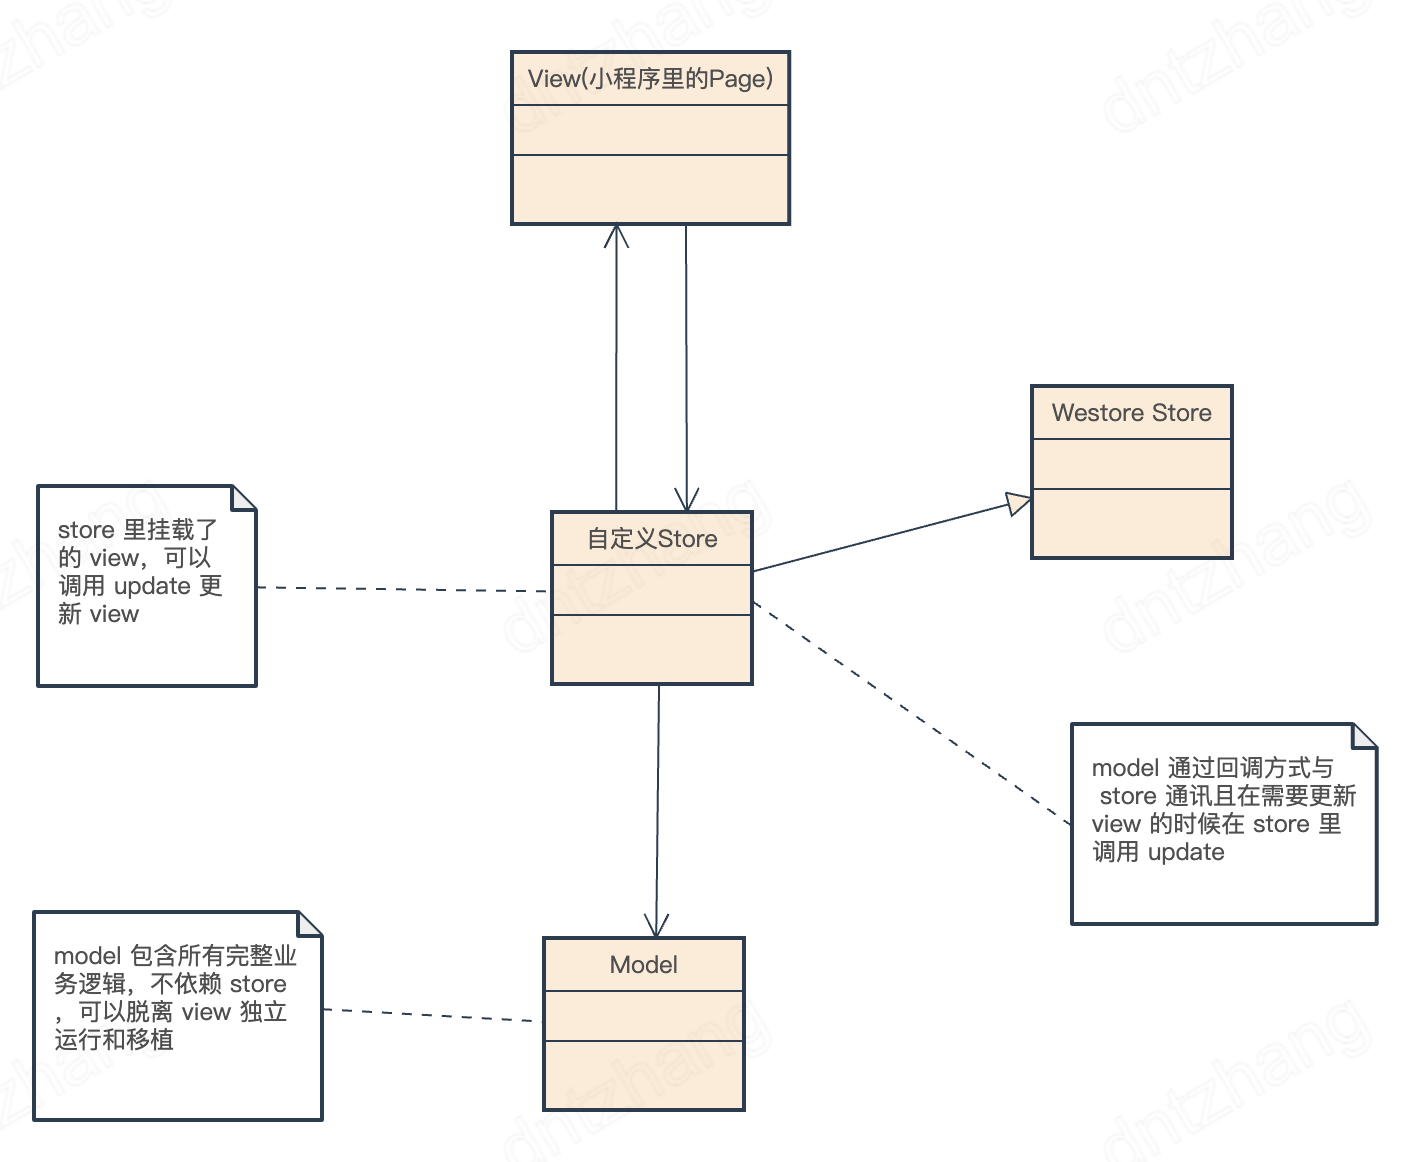 View(小程序里的Page)
Westore Store
store 里挂载了
的 view，可以
调用 update 更
新 view
自定义Store
model 通过回调方式与
store 通讯且在需要更新
view 的时候在 store 里
调用 update
model 包含所有完整业
务逻辑，不依赖 store
，可以脱离 view 独立
运行和移植
Model
dntzhang
dntzhang
dntzhang
dntzhang
dntzhang
dntzhang
dntzhang
dntzhang
dntzhang